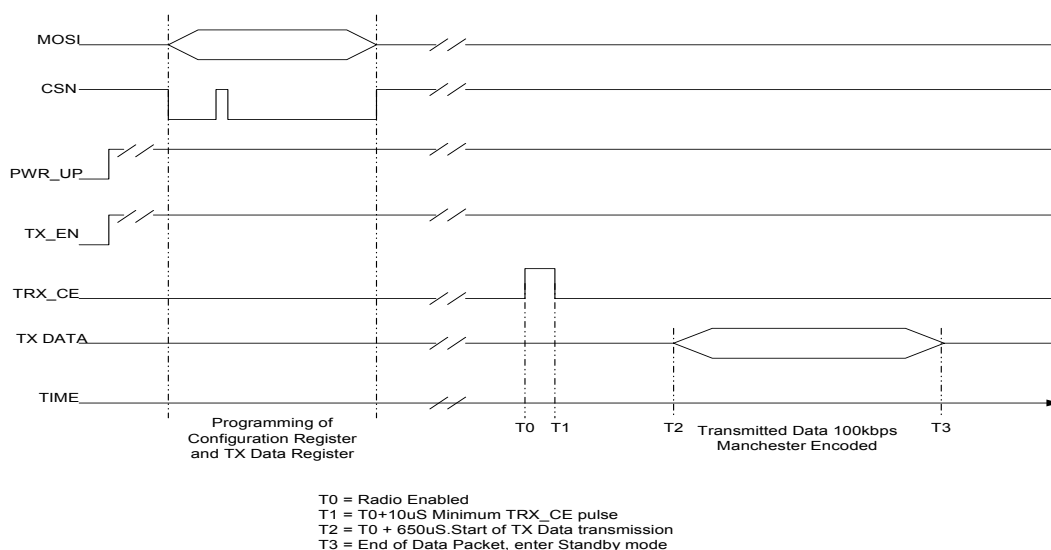 MOSI
CSN
PWR_UP
TX_EN
TRX_CE
TX DATA
TIME
Programming of
Configuration Register
and TX Data Register
T0
T1
T2
Transmitted Data 100kbps
Manchester Encoded
T3
T0 = Radio Enabled
T1 = T0+10uS Minimum TRX_CE pulse
T2 = T0 + 650uS.Start of TX Data transmission
T3 = End of Data Packet, enter Standby mode